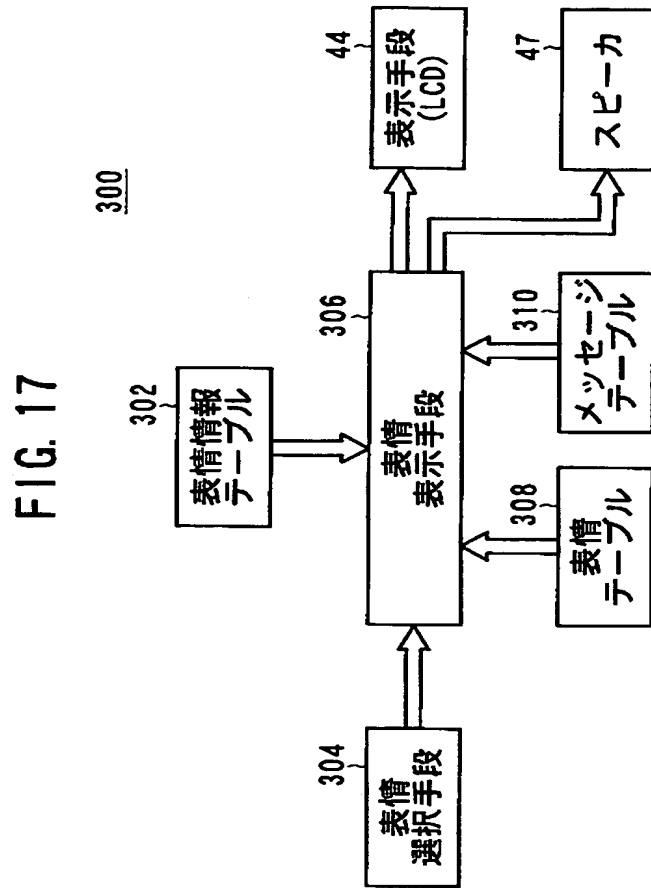 FIG. 17
300
302
表情情報
テーブル
304
表情
選択手段
306
表情
表示手段
44
表示手段
(LCD)
47
スピーカ
308
表情
テーブル
310
メッセージ
テーブル